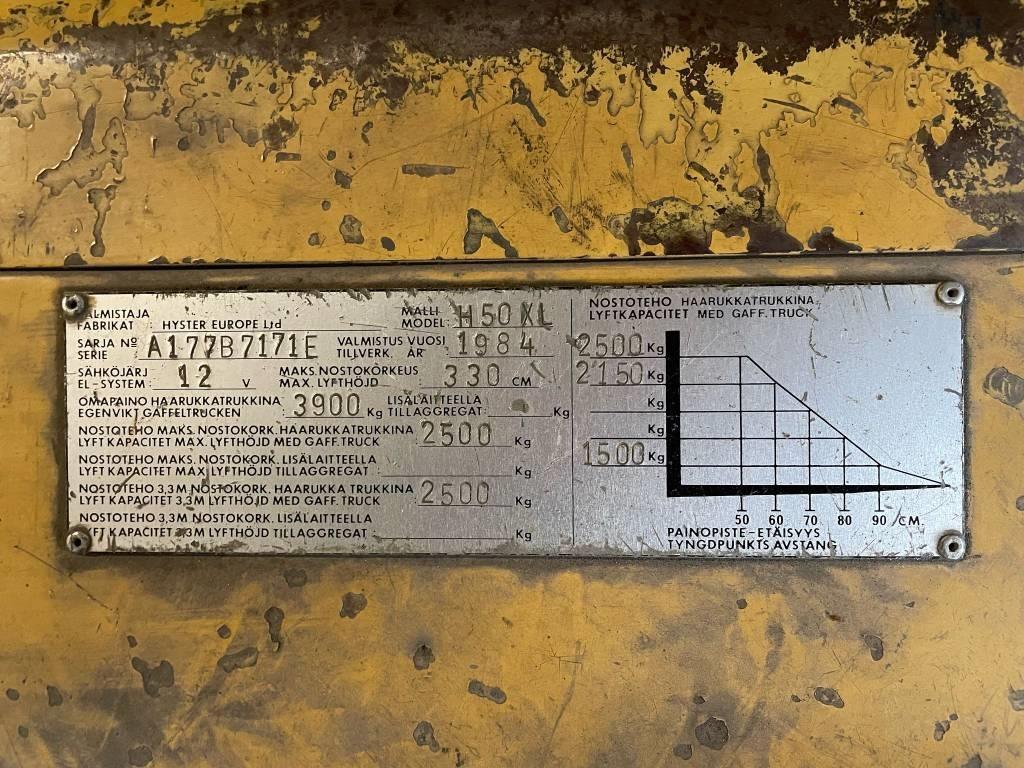 VALMISTAJA MALLI
FABRIKAT : HYSTER EUROPE Ltd MODEL: H50XL
SARJA Nº A177B7171E VALMISTUS VUOSI 1984
SERIE TILLVERK. ÅR
SÄHKÖJÄRJ 12 V MAKS. NOSTOKORKEUS 330 CM
EL-SYSTEM: MAX. LYFTHÖJD
OMAPAINO HAARUKKATRUKKINA 3900 Kg LISÄLAITTEELLA
EGENVIKT GAFFELTRUCKEN TILLAGGREGAT: Kg
NOSTOTEHO MAKS. NOSTOKORK. HAARUKKATRUKKINA 2500 Kg
LYFT KAPACITET MAX. LYFTHÖJD MED GAFF. TRUCK
NOSTOTEHO MAKS. NOSTOKORK. LISÄLAITTEELLA
LYFT KAPACITET MAX LYFTHÖJD TILLAGGREGAT : Kg
NOSTOTEHO 3,3M NOSTOKORK. HAARUKKA TRUKKINA 2500 Kg
LYFT KAPACITET 3,3M LYFTHÖJD MED GAFF. TRUCK
NOSTOTEHO 3,3M NOSTOKORK. LISÄLAITTEELLA
LYFT KAPACITET 3,3M LYFTHÖJD TILLAGGREGAT : Kg
NOSTOTEHO HAARUKKATRUKKINA
LYFTKAPACITET MED GAFF. TRUCK
2500 Kg
2150 Kg
Kg
Kg
1500 Kg
50 60 70 80 90 /CM.
PAINOPISTE-ETÄISYYS
TYNGDPUNKTS AVSTAND